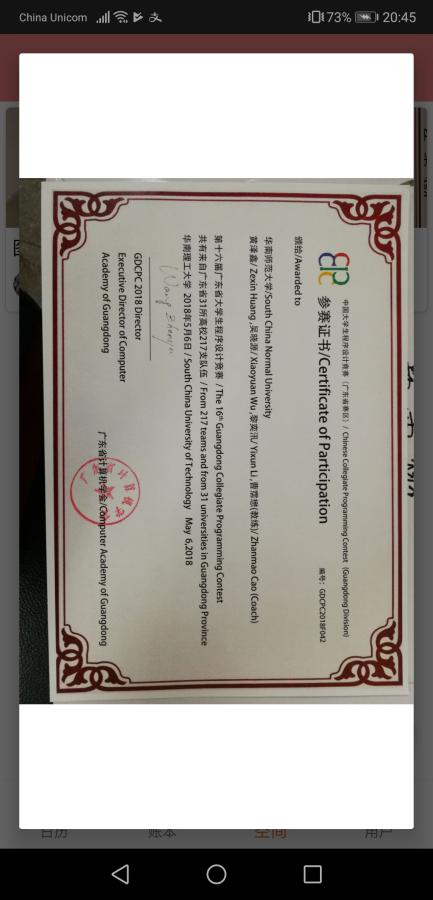 China Unicom 73% 20:45
中国大学生程序设计竞赛（广东省赛区）/ Chinese Collegiate Programming Contest (Guangdong Division)
参赛证书/Certificate of Participation
编号：GDCPC2018F042
颁给/Awarded to
华南师范大学/South China Normal University
黄泽鑫/ Zexin Huang ,吴晓源/ Xiaoyuan Wu ,黎奕汛/ Yixun Li ,曹儒懋(教练)/ Zhanmao Cao (Coach)
第十六届广东省大学生程序设计竞赛 / The 16th Guangdong Collegiate Programming Contest
共有来自广东省31所高校217支队伍 / From 217 teams and from 31 universities in Guangdong Province
华南理工大学 2018年5月6日 / South China University of Technology May 6,2018
GDCPC 2018 Director
Executive Director of Computer
Academy of Guangdong
广东省计算机学会/Computer Academy of Guangdong
日历 账本 空间 用户